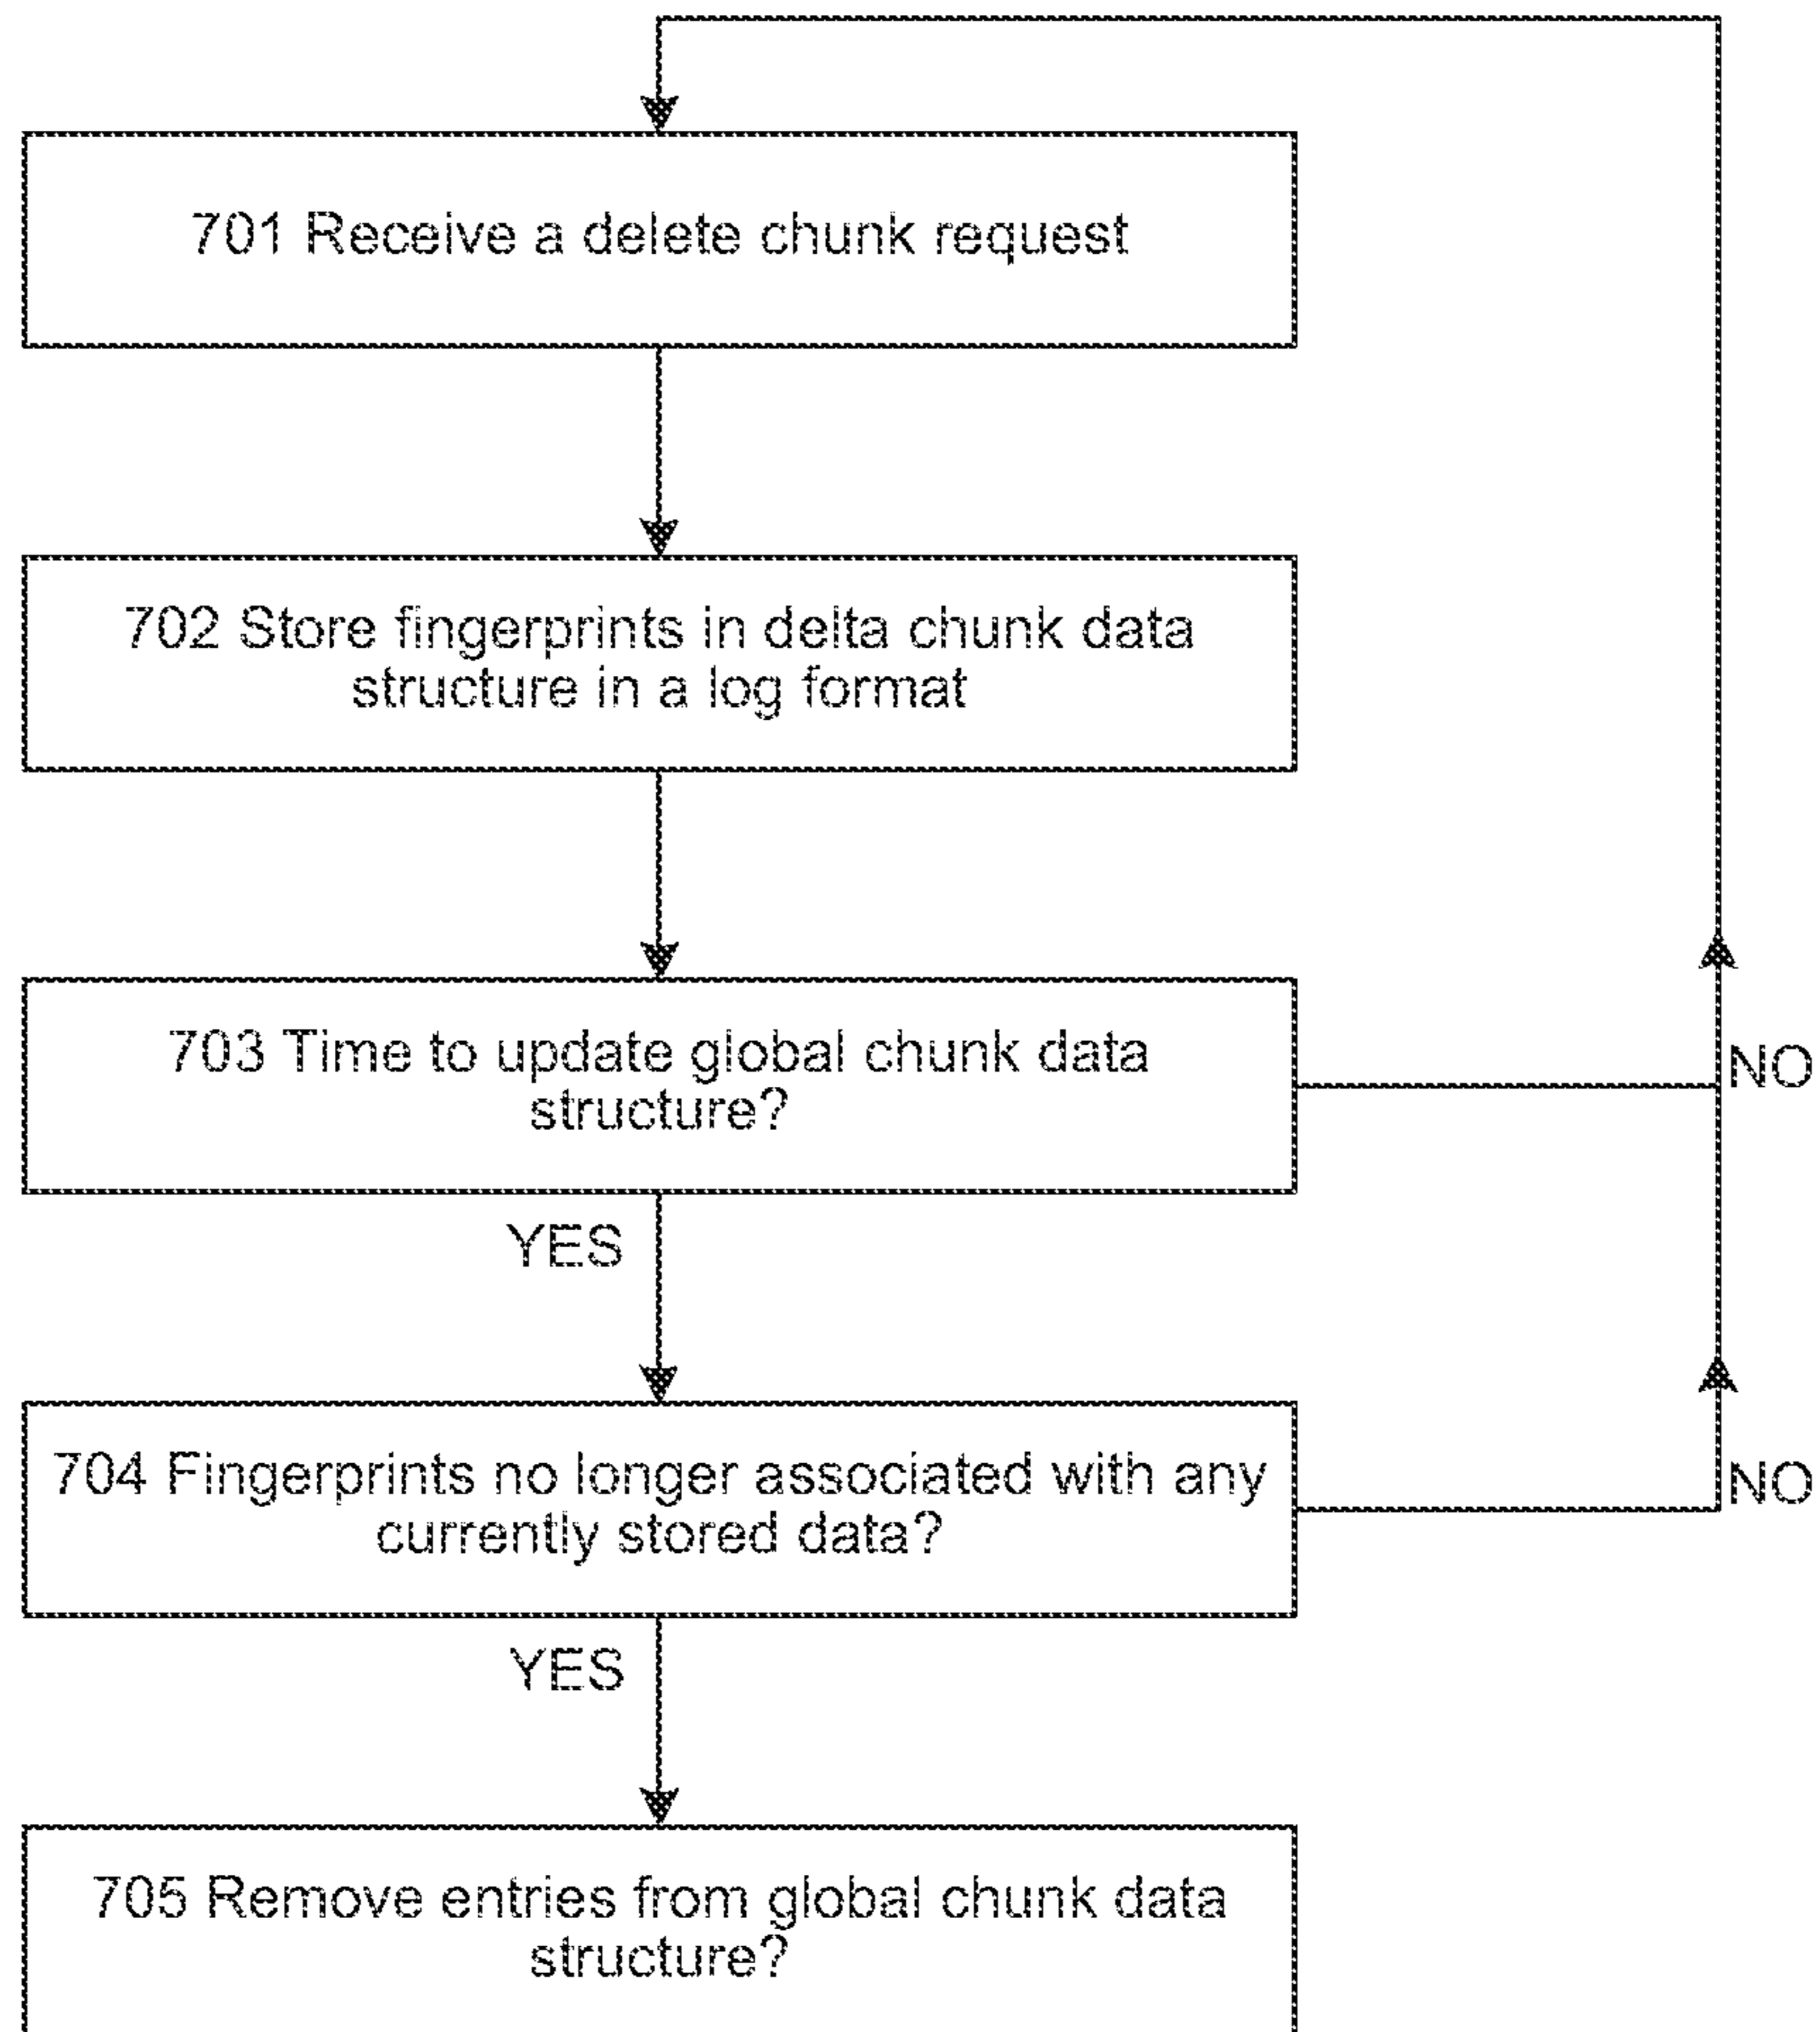 701 Receive a delete chunk request
702 Store fingerprints in delta chunk data
structure in a log format
703 Time to update global chunk data
structure?
NO
YES
704 Fingerprints no longer associated with any
currently stored data?
NO
YES
705 Remove entries from global chunk data
structure?